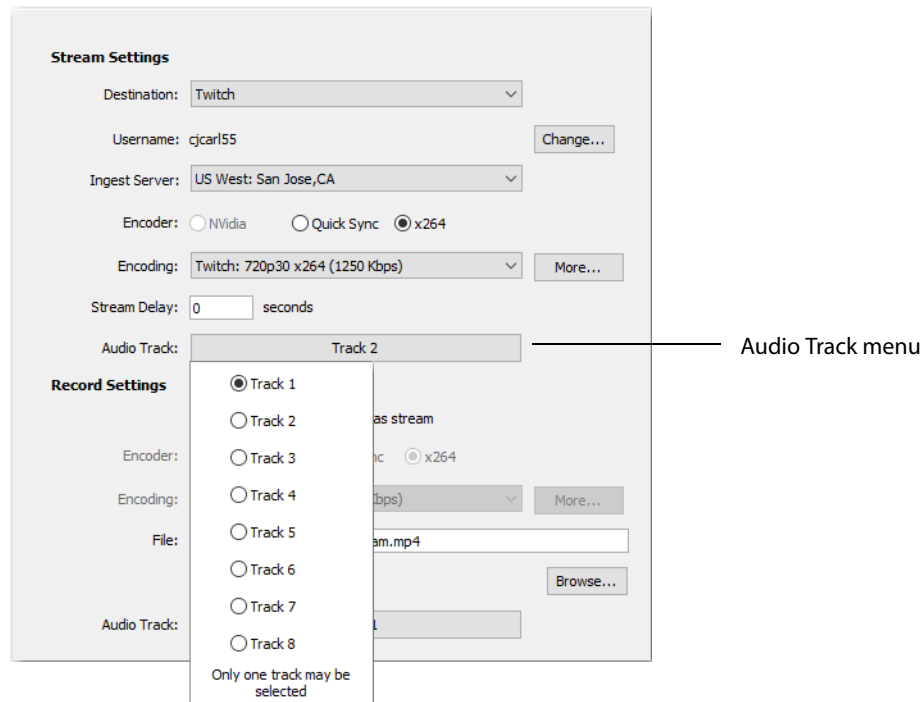 Stream Settings
Destination: Twitch
Username: cjcarl55 Change...
Ingest Server: US West: San Jose,CA
Encoder: NVidia Quick Sync x264
Encoding: Twitch: 720p30 x264 (1250 Kbps) More...
Stream Delay: 0 seconds
Audio Track: Track 2 Audio Track menu
Record Settings Track 1
Track 2 as stream
Encoder: Track 3 x264
Encoding: Track 4 bps) More...
Track 5
File: am.mp4
Track 6
Browse...
Track 7
Audio Track:
Track 8
Only one track may be
selected